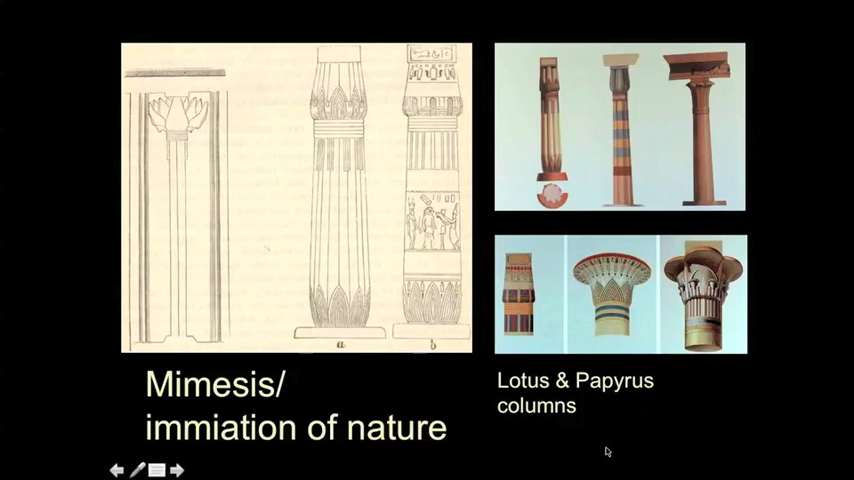 a
b
Mimesis/
immiation of nature
Lotus & Papyrus
columns